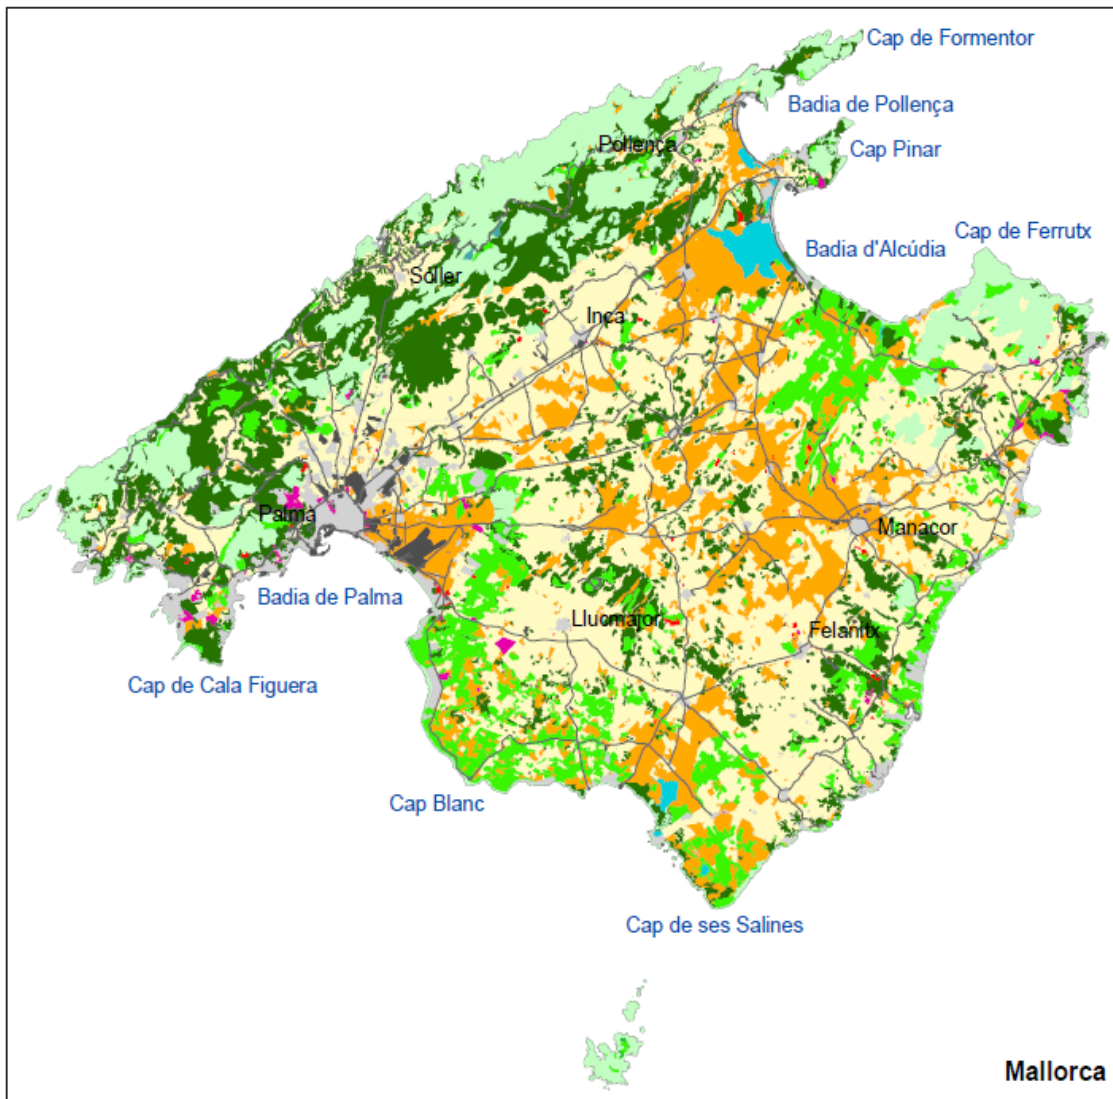 Cap de Formentor
Badia de Pollença
Pollença
Cap Pinar
Cap de Ferrutx
Badia d'Alcúdia
Sóller
Inca
Palma
Manacor
Badia de Palma
Llucmajor
Felanitx
Cap de Cala Figuera
Cap Blanc
Cap de ses Salines
Mallorca